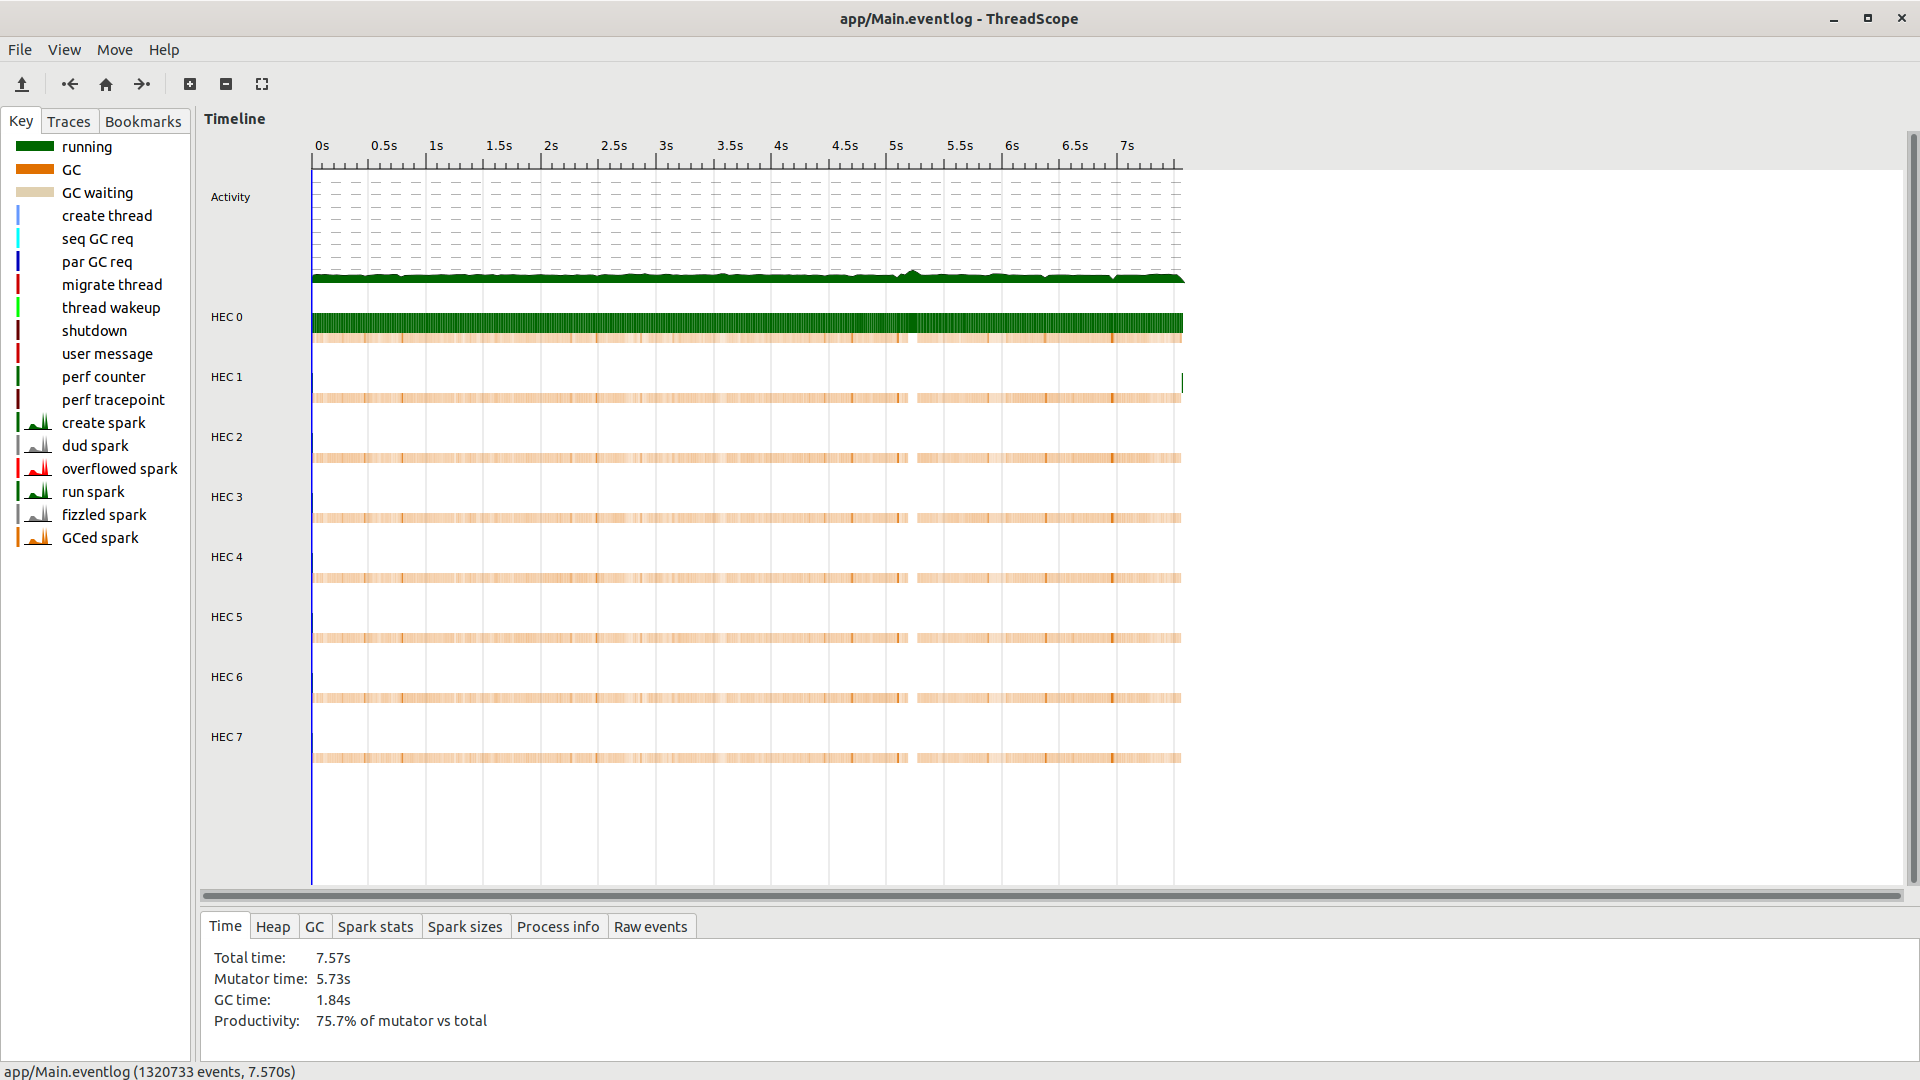 app/Main.eventlog - ThreadScope
File View Move Help
Key Traces Bookmarks
running
GC
GC waiting
create thread
seq GC req
par GC req
migrate thread
thread wakeup
shutdown
user message
perf counter
perf tracepoint
create spark
dud spark
overflowed spark
run spark
fizzled spark
GCed spark
Timeline
0s 0.5s 1s 1.5s 2s 2.5s 3s 3.5s 4s 4.5s 5s 5.5s 6s 6.5s 7s
Activity
HEC 0
HEC 1
HEC 2
HEC 3
HEC 4
HEC 5
HEC 6
HEC 7
Time Heap GC Spark stats Spark sizes Process info Raw events
Total time: 7.57s
Mutator time: 5.73s
GC time: 1.84s
Productivity: 75.7% of mutator vs total
app/Main.eventlog (1320733 events, 7.570s)